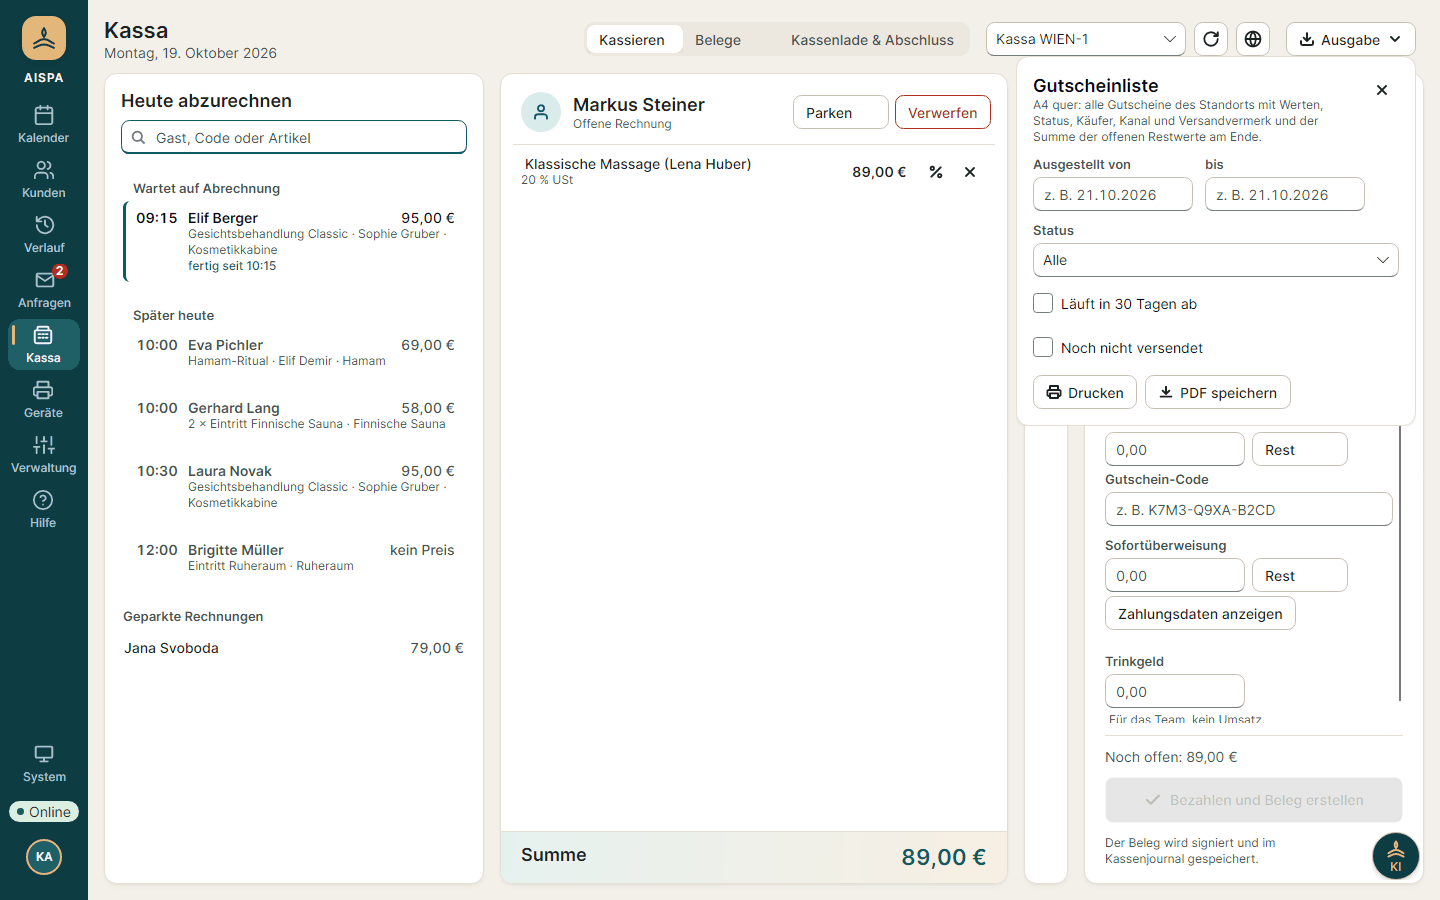 AISPA
Kalender
Kunden
Verlauf
2
Anfragen
Kassa
Geräte
Verwaltung
Hilfe
System
Online
KA
Kassa
Montag, 19. Oktober 2026
Kassieren
Belege
Kassenlade & Abschluss
Kassa WIEN-1
Ausgabe
Heute abzurechnen
Gast, Code oder Artikel
Wartet auf Abrechnung
09:15 Elif Berger 95,00 €
Gesichtsbehandlung Classic · Sophie Gruber ·
Kosmetikkabine
fertig seit 10:15
Später heute
10:00 Eva Pichler 69,00 €
Hamam-Ritual · Elif Demir · Hamam
10:00 Gerhard Lang 58,00 €
2 × Eintritt Finnische Sauna · Finnische Sauna
10:30 Laura Novak 95,00 €
Gesichtsbehandlung Classic · Sophie Gruber ·
Kosmetikkabine
12:00 Brigitte Müller kein Preis
Eintritt Ruheraum · Ruheraum
Geparkte Rechnungen
Jana Svoboda 79,00 €
Markus Steiner
Offene Rechnung
Parken
Verwerfen
Klassische Massage (Lena Huber)
20 % USt
89,00 €
Summe 89,00 €
Gutscheinliste
A4 quer: alle Gutscheine des Standorts mit Werten,
Status, Käufer, Kanal und Versandvermerk und der
Summe der offenen Restwerte am Ende.
Ausgestellt von bis
z. B. 21.10.2026 z. B. 21.10.2026
Status
Alle
Läuft in 30 Tagen ab
Noch nicht versendet
Drucken PDF speichern
0,00 Rest
Gutschein-Code
z. B. K7M3-Q9XA-B2CD
Sofortüberweisung
0,00 Rest
Zahlungsdaten anzeigen
Trinkgeld
0,00
Für das Team, kein Umsatz.
Noch offen: 89,00 €
Bezahlen und Beleg erstellen
Der Beleg wird signiert und im
Kassenjournal gespeichert.
KI